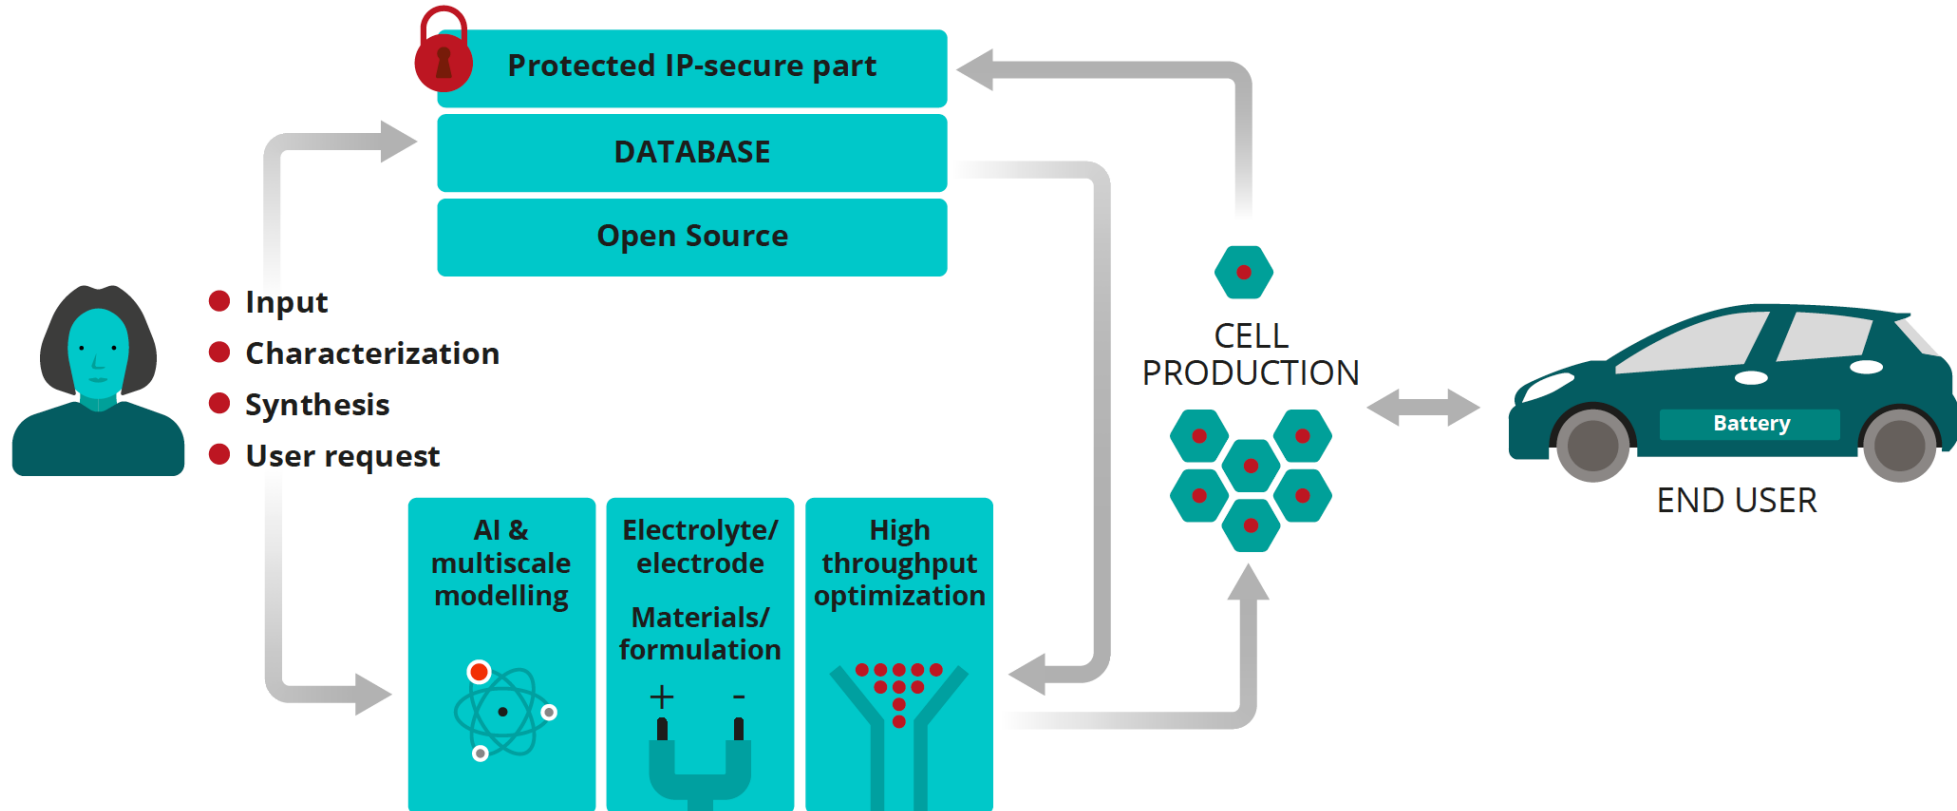 Protected IP-secure part
DATABASE
Open Source
Input
Characterization
Synthesis
User request
AI &
multiscale
modelling
Electrolyte/
electrode
Materials/
formulation
+ -
High
throughput
optimization
CELL
PRODUCTION
Battery
END USER